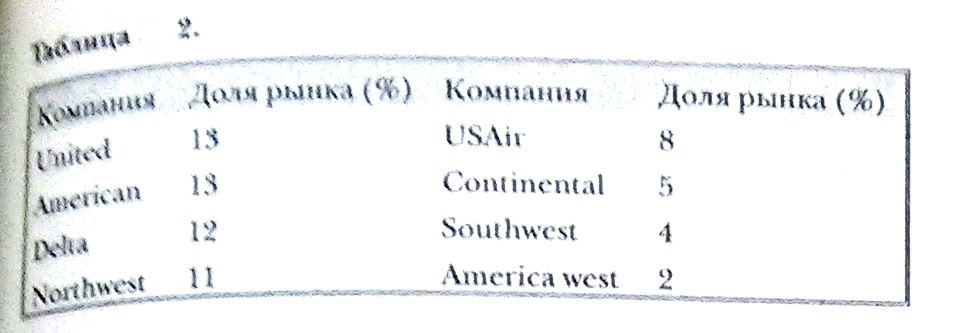 Таблица 2.
Компания Доля рынка (%) Компания Доля рынка (%)
United 13 USAir 8
American 13 Continental 5
Delta 12 Southwest 4
Northwest 11 America west 2